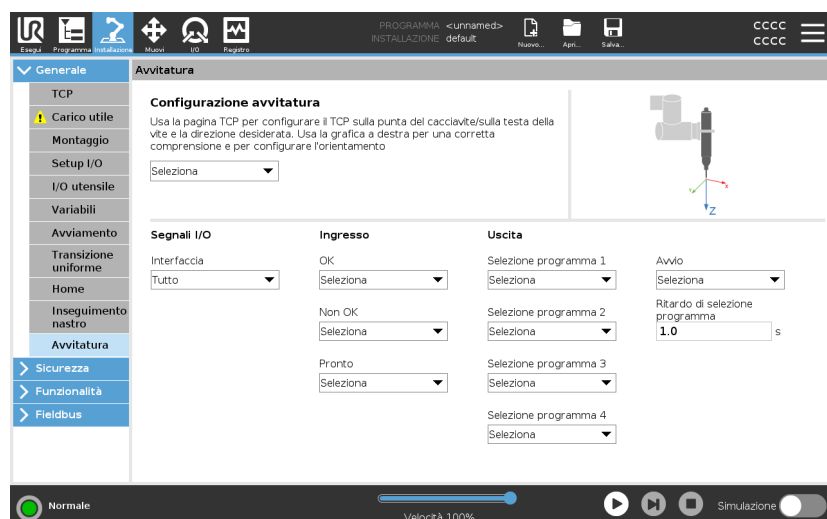 PROGRAMMA <unnamed>
INSTALLAZIONE default
CCCC
CCCC
Esegui Programma Installazione Muovi I/O Registro Nuovo... Apri... Salva...
Generale
Avvitatura
TCP
Carico utile
Montaggio
Setup I/O
I/O utensile
Variabili
Avviamento
Transizione
uniforme
Home
Inseguimento
nastro
Avvitatura
Sicurezza
Funzionalità
Fieldbus
Configurazione avvitatura
Usa la pagina TCP per configurare il TCP sulla punta del cacciavite/sulla testa della
vite e la direzione desiderata. Usa la grafica a destra per una corretta
comprensione e per configurare l'orientamento
Seleziona
y x
Z
Segnali I/O Ingresso Uscita
Interfaccia OK Selezione programma 1 Avvio
Tutto Seleziona Seleziona Seleziona
Non OK Selezione programma 2 Ritardo di selezione
programma
Seleziona Seleziona 1.0 s
Pronto Selezione programma 3
Seleziona Seleziona
Selezione programma 4
Seleziona
Normale Velocità 100% Simulazione